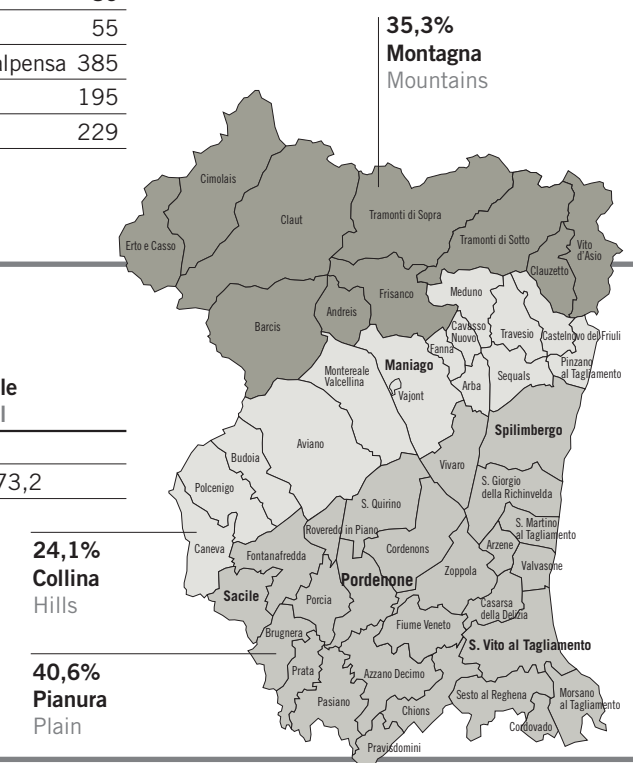 55
alpensa 385
195
229
35,3%
Montagna
Mountains
Cimolais
Claut
Tramonti di Sopra
Erto e Casso
Tramonti di Sotto
Vito
d'Asio
Clauzetto
Frisanco
Meduno
Andreis
Barcis
Cavasso
Nuovo
Travesio
Castelnovo del Friuli
Fanna
Maniago
Pinzano
al Tagliamento
Montereale
Valcellina
Sequals
Arba
Vajont
le
l
Spilimbergo
Aviano
Budoia
Vivaro
73,2
Polcenigo
S. Giorgio
della Richinvelda
S. Quirino
Roveredo in Piano
S. Martino
al Tagliamento
24,1%
Collina
Hills
Caneva
Fontanafredda
Cordenons
Arzene
Valvasone
Zoppola
Pordenone
Sacile
Porcia
Casarsa
della Delizia
Brugnera
Fiume Veneto
S. Vito al Tagliamento
40,6%
Pianura
Plain
Prata
Azzano Decimo
Pasiano
Sesto al Reghena
Morsano
al Tagliamento
Chions
Cordovado
Pravisdomini